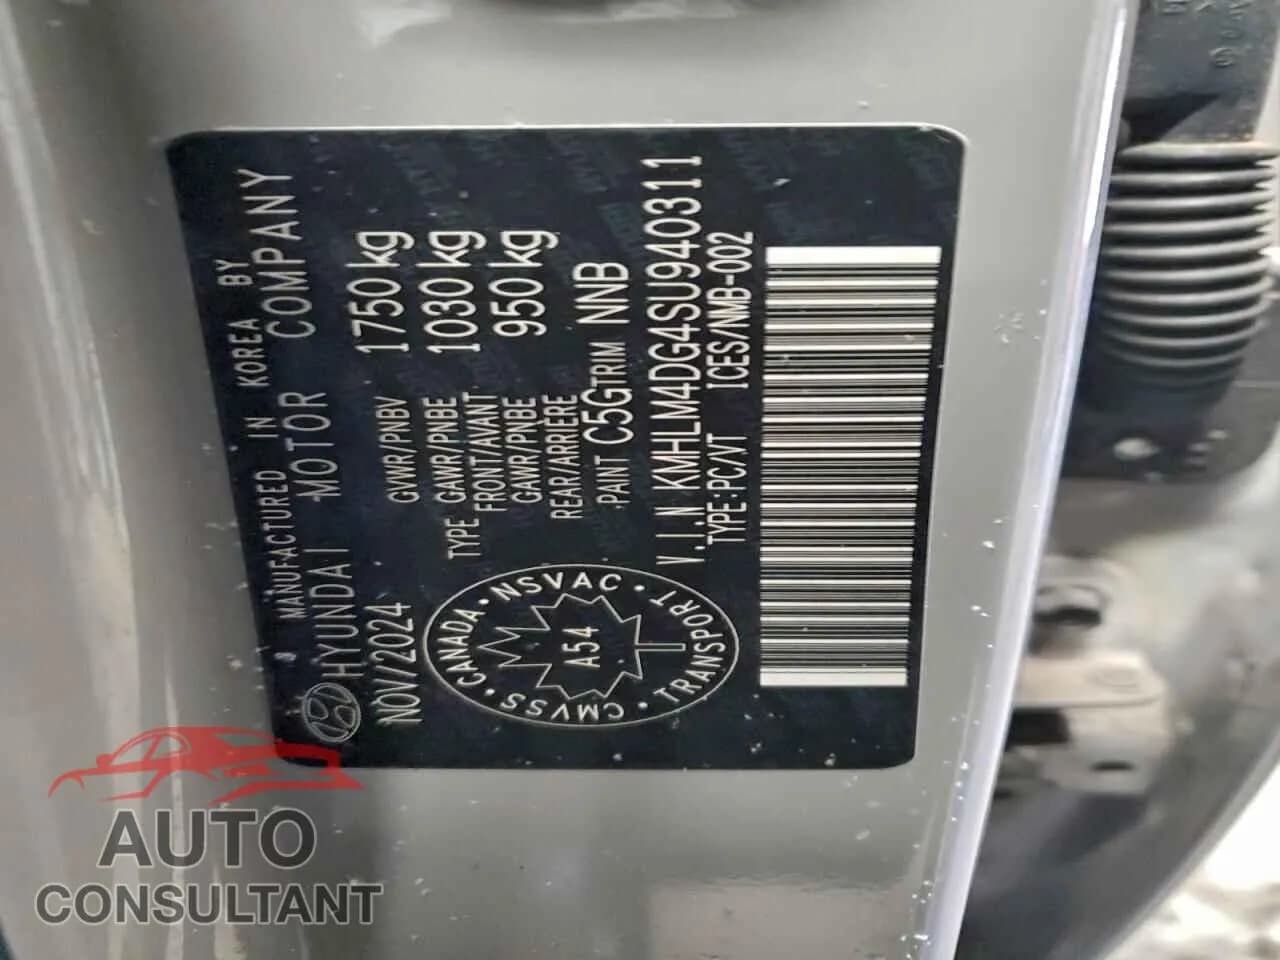 MANUFACTURED IN KOREA BY
HYUNDAI MOTOR COMPANY
NOV/2024 GVWR/PNBV 1750 kg
TYPE GAWR/PNBE 1030 kg
FRONT/AVANT
GAWR/PNBE 950 kg
REAR/ARRIÈRE
PAINT C5G TRIM NNB
V.I.N KMHLM4DG4SU940311
TYPE:PC/VT ICES/NMB-002
CANADA · NSVAC · TRANSPORT · CMVSS ·
A54
AUTO
CONSULTANT